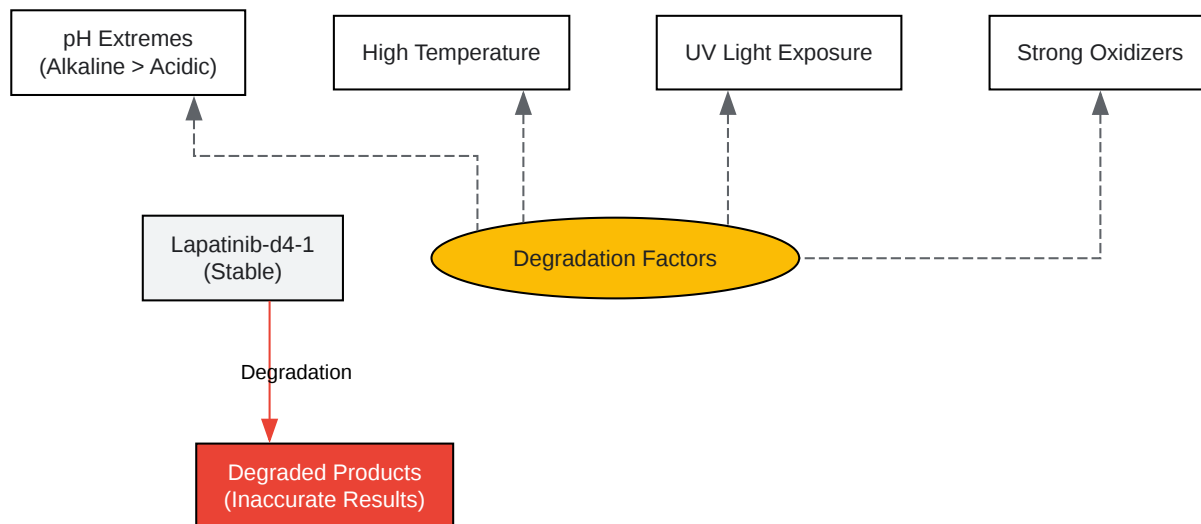 pH Extremes
(Alkaline > Acidic)
High Temperature
UV Light Exposure
Strong Oxidizers
Lapatinib-d4-1
(Stable)
Degradation Factors
Degradation
Degraded Products
(Inaccurate Results)